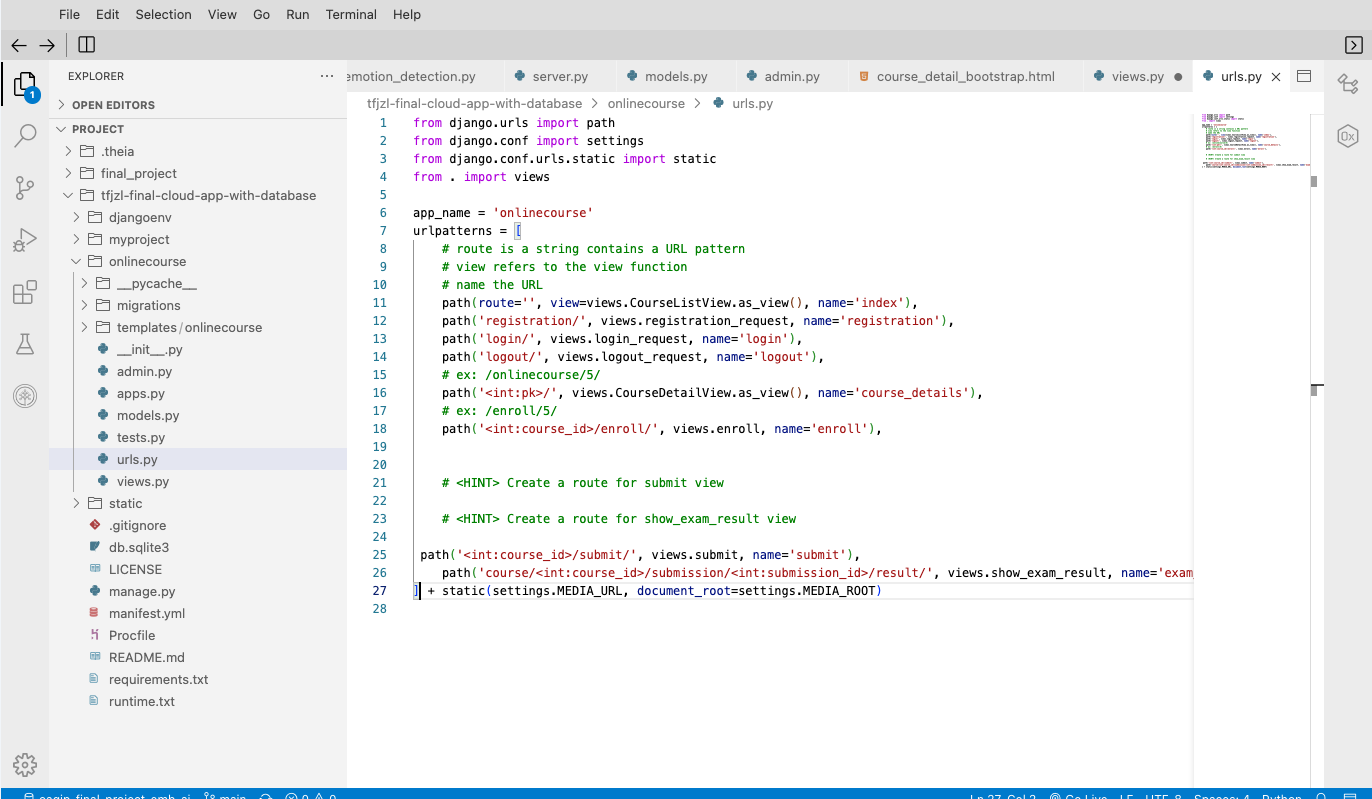 File Edit Selection View Go Run Terminal Help
EXPLORER
1
OPEN EDITORS
PROJECT
.theia
final_project
tfjzl-final-cloud-app-with-database
djangoenv
myproject
onlinecourse
__pycache__
migrations
templates/onlinecourse
__init__.py
admin.py
apps.py
models.py
tests.py
urls.py
views.py
static
.gitignore
db.sqlite3
LICENSE
manage.py
manifest.yml
Procfile
README.md
requirements.txt
runtime.txt
emotion_detection.py server.py models.py admin.py course_detail_bootstrap.html views.py urls.py
tfjzl-final-cloud-app-with-database > onlinecourse > urls.py
1 from django.urls import path
2 from django.conf import settings
3 from django.conf.urls.static import static
4 from . import views
5
6 app_name = 'onlinecourse'
7 urlpatterns = [
8 # route is a string contains a URL pattern
9 # view refers to the view function
10 # name the URL
11 path(route='', view=views.CourseListView.as_view(), name='index'),
12 path('registration/', views.registration_request, name='registration'),
13 path('login/', views.login_request, name='login'),
14 path('logout/', views.logout_request, name='logout'),
15 # ex: /onlinecourse/5/
16 path('<int:pk>/', views.CourseDetailView.as_view(), name='course_details'),
17 # ex: /enroll/5/
18 path('<int:course_id>/enroll/', views.enroll, name='enroll'),
19
20
21 # <HINT> Create a route for submit view
22
23 # <HINT> Create a route for show_exam_result view
24
25 path('<int:course_id>/submit/', views.submit, name='submit'),
26 path('course/<int:course_id>/submission/<int:submission_id>/result/', views.show_exam_result, name='exam
27 ] + static(settings.MEDIA_URL, document_root=settings.MEDIA_ROOT)
28
0x
main 0 0 Ln 27, Col 2 Go Live LF UTF-8 Spaces: 4 Python